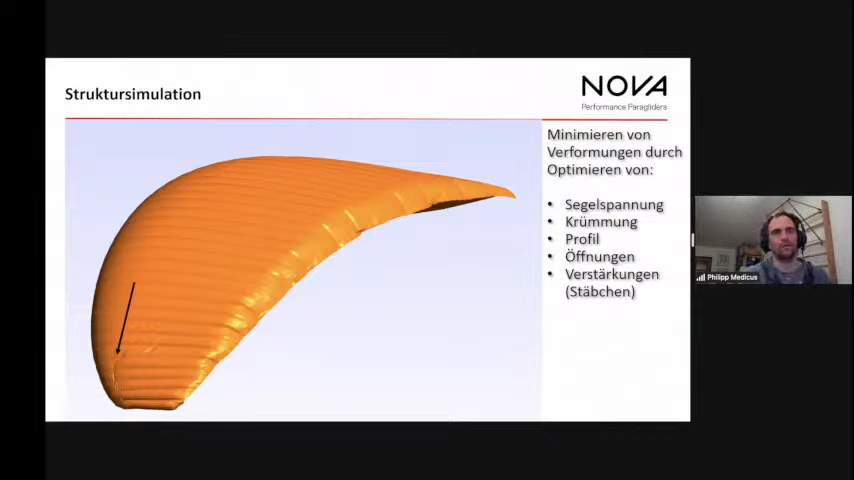 Struktursimulation
NOVA
Performance Paragliders
Minimieren von
Verformungen durch
Optimieren von:
• Segelspannung
• Krümmung
• Profil
• Öffnungen
• Verstärkungen
(Stäbchen)
Philipp Medicus